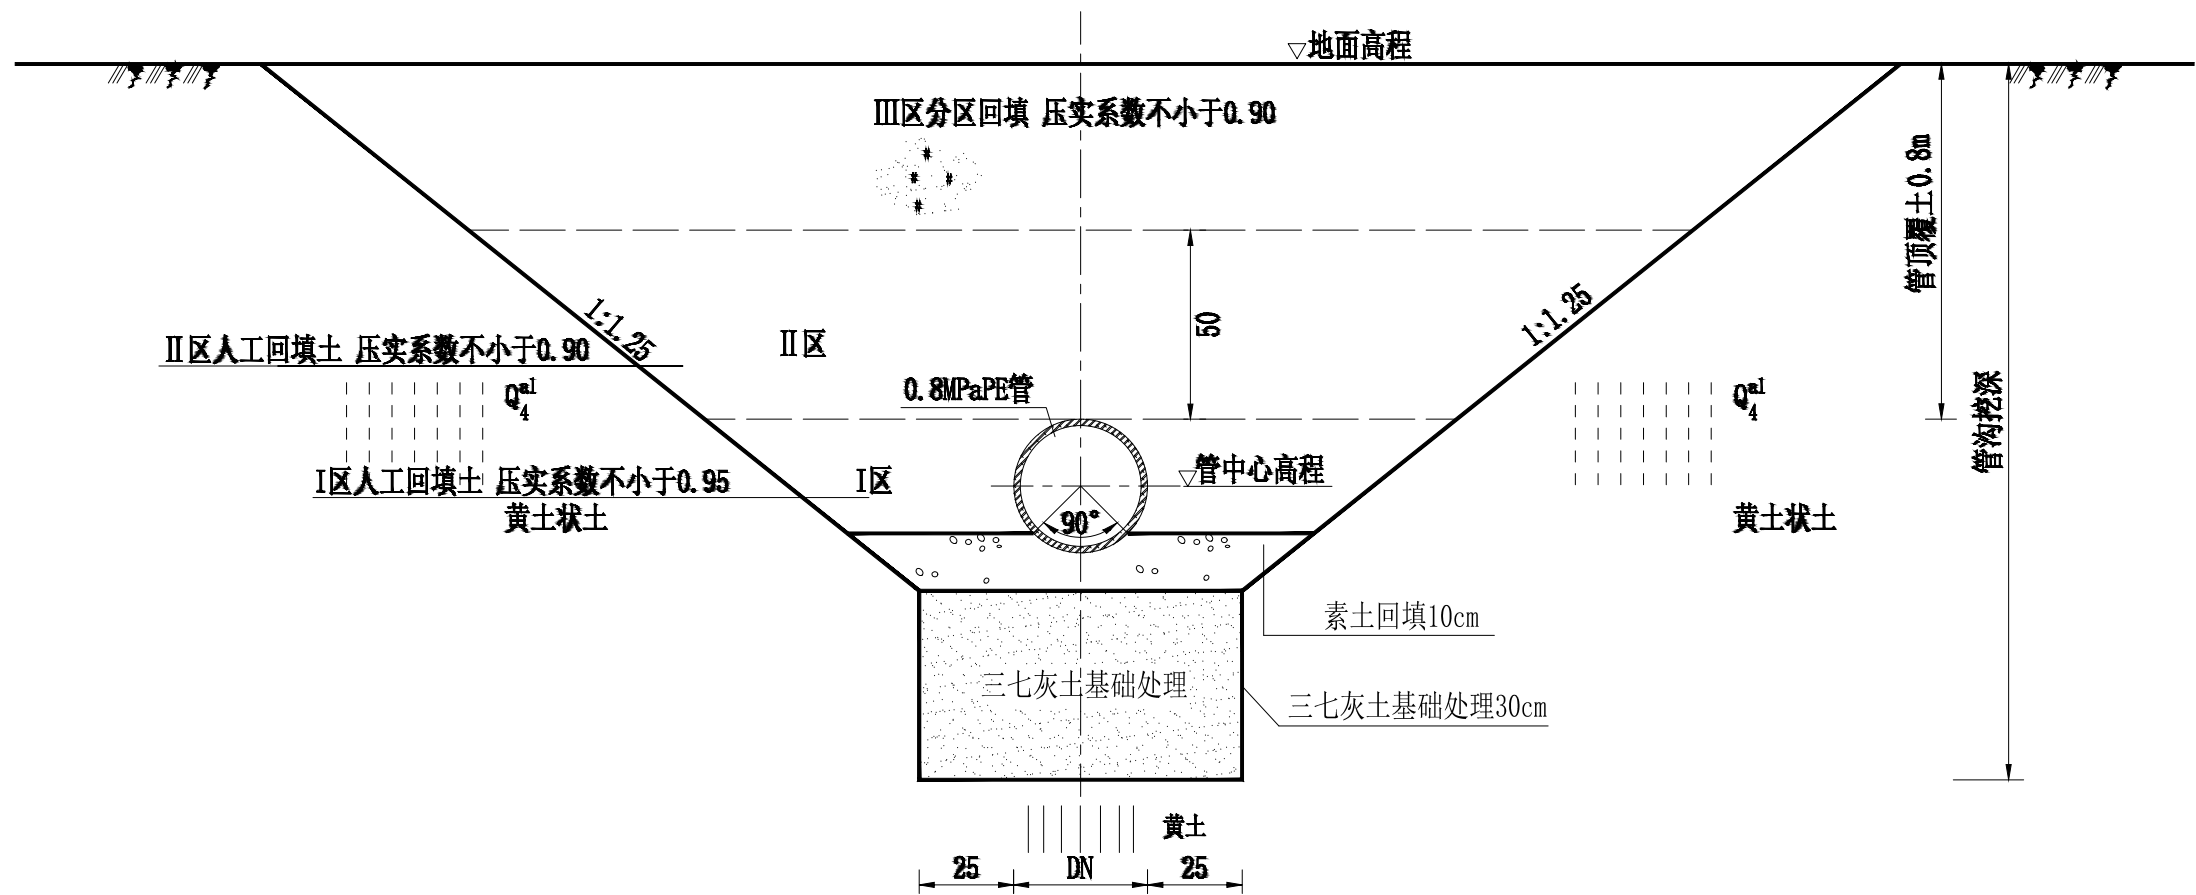 ▽地面高程
Ⅲ区分区回填 压实系数不小于0.90
管顶覆土0.8m
1:1.25
1:1.25
50
Ⅱ区
Ⅱ区人工回填土 压实系数不小于0.90
0.8MPaPE管
Q4al
Q4al
管沟挖深
Ⅰ区人工回填土 压实系数不小于0.95
Ⅰ区
▽管中心高程
黄土状土
90°
黄土状土
素土回填10cm
三七灰土基础处理
三七灰土基础处理30cm
黄土
25
DN
25